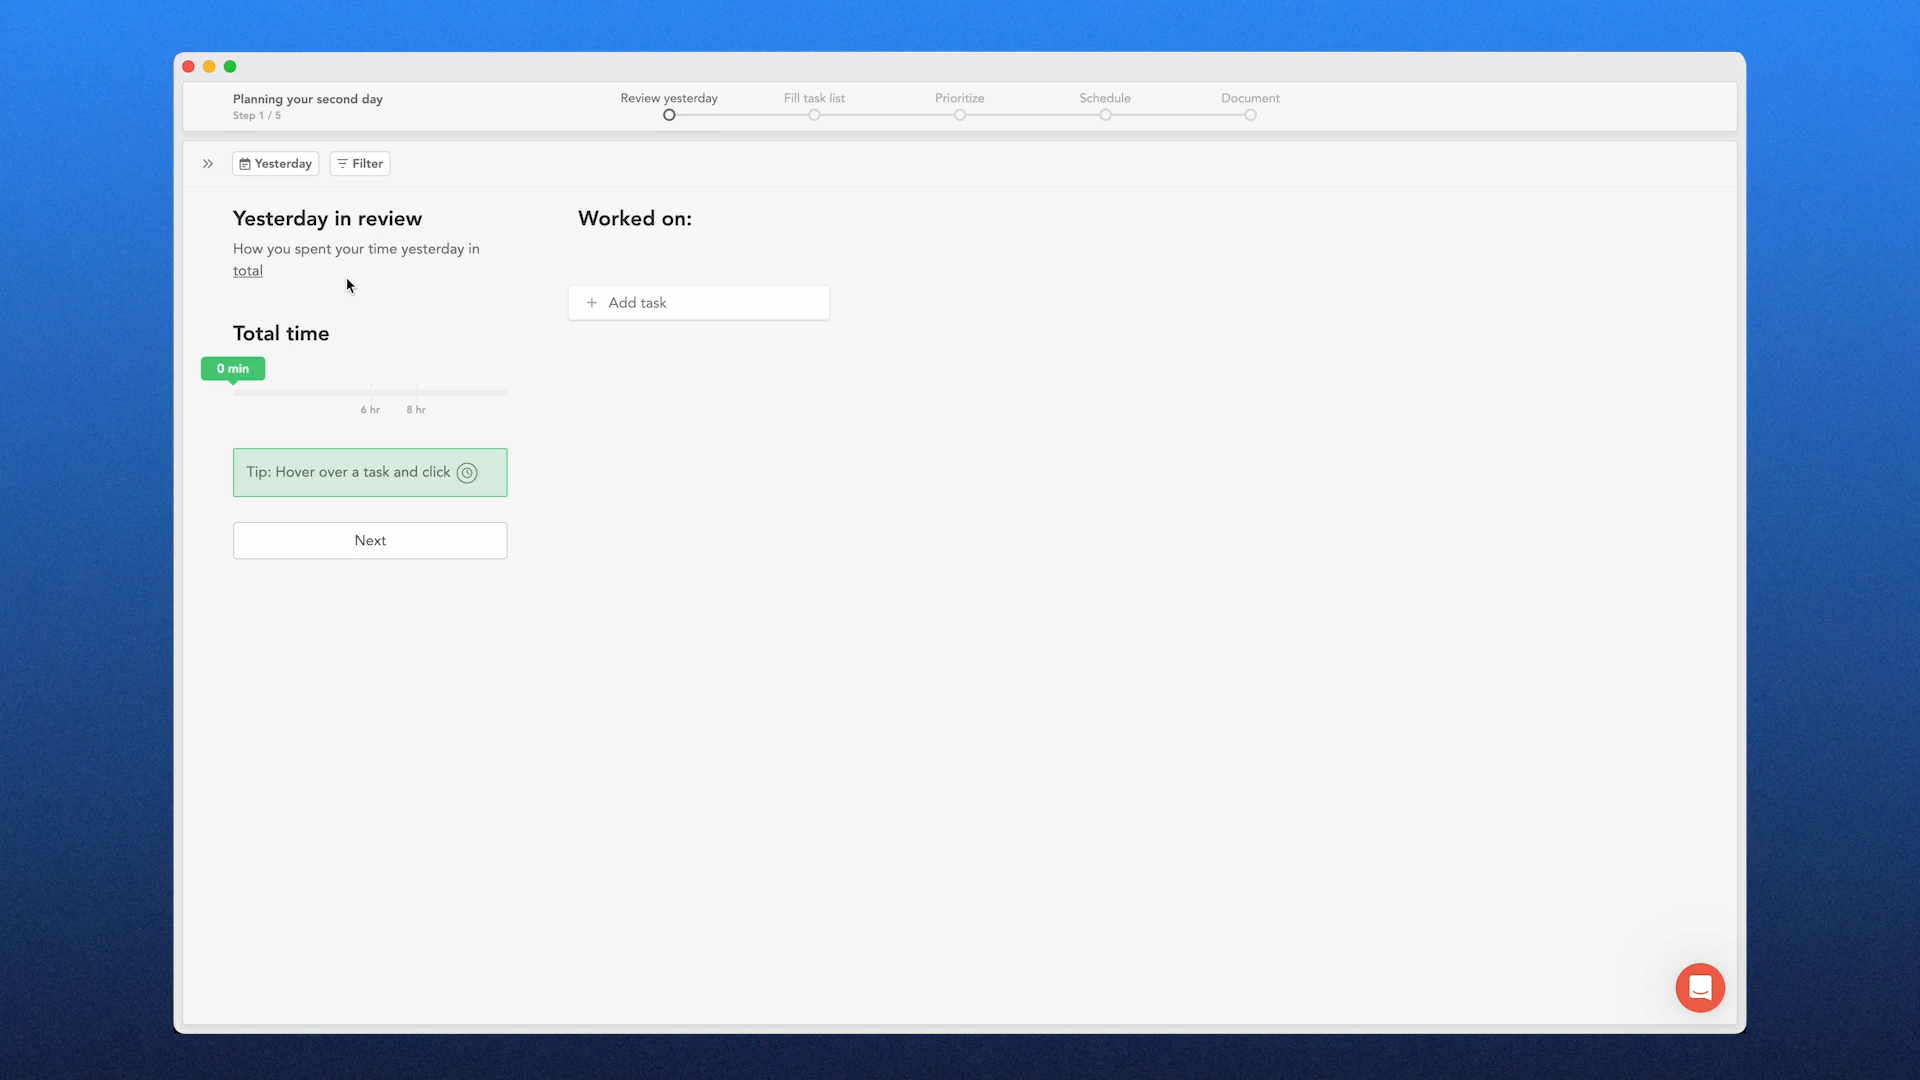 Planning your second day
Step 1 / 5
Review yesterday
Fill task list
Prioritize
Schedule
Document
Yesterday
Filter
Yesterday in review
How you spent your time yesterday in
total
Total time
0 min
6 hr
8 hr
Tip: Hover over a task and click
Next
Worked on:
+ Add task